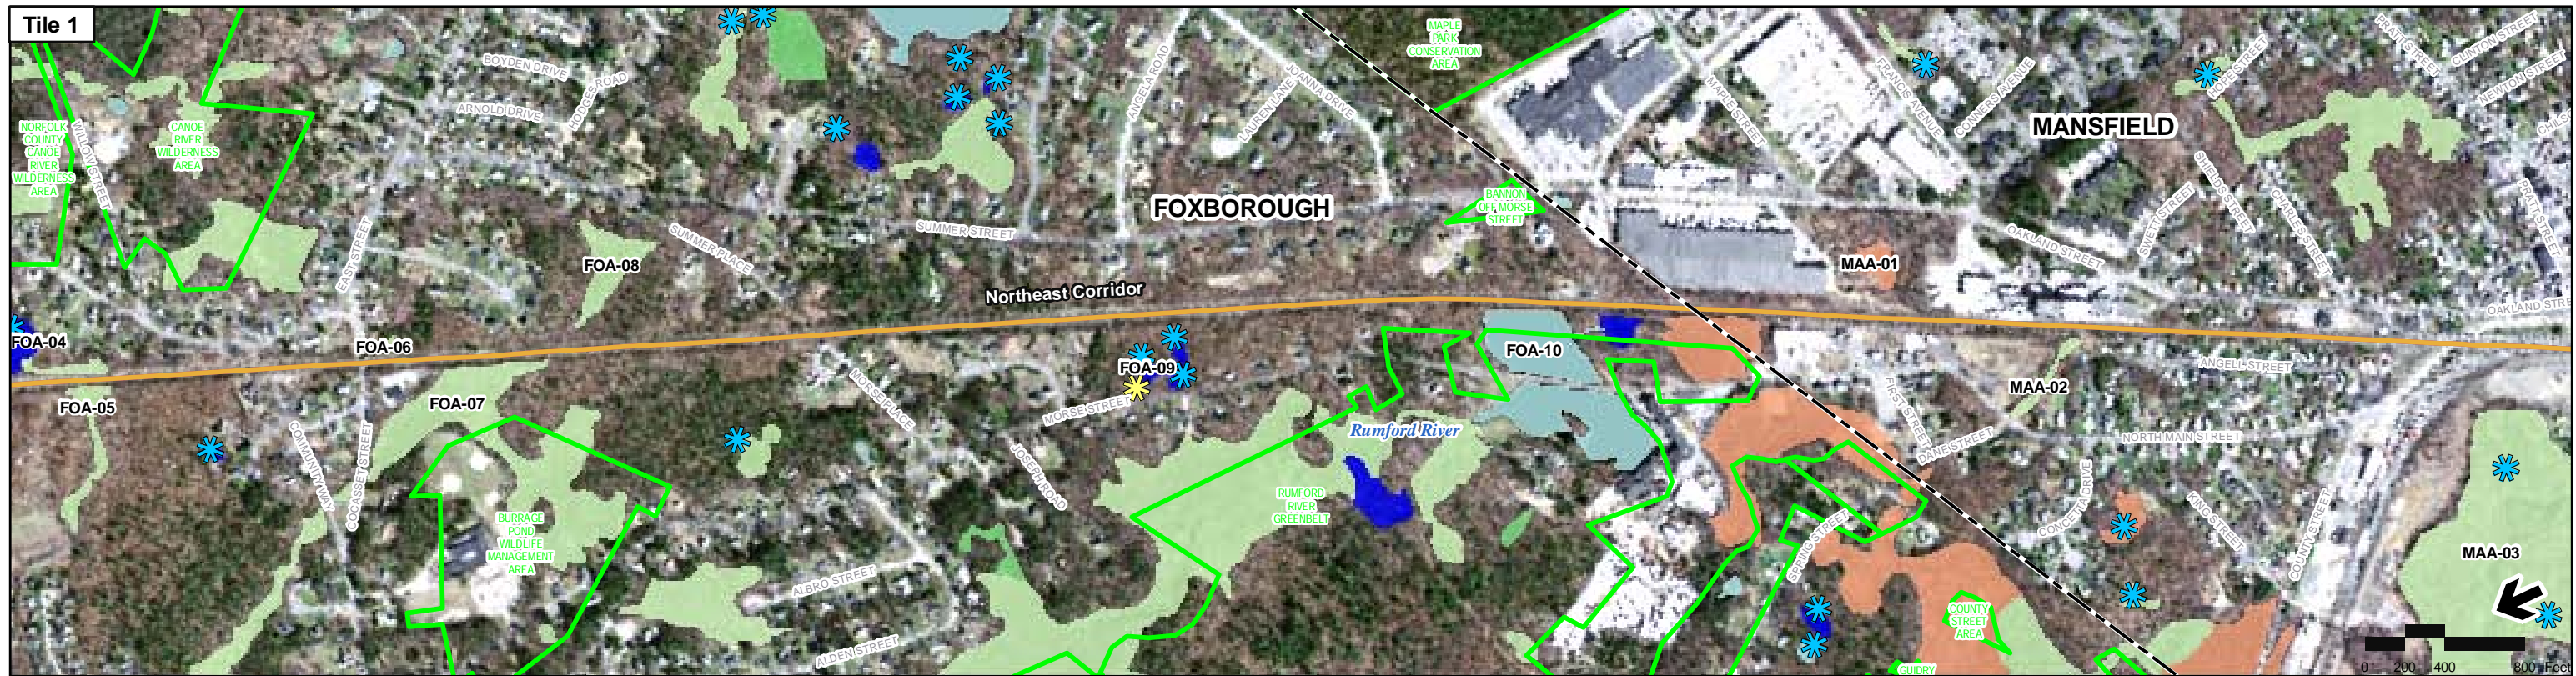 Tile 1
BOYDEN DRIVE
ARNOLD DRIVE
HODGES ROAD
ANGELA ROAD
LAUREN LANE
JOANNA DRIVE
MAPLE
PARK
CONSERVATION
AREA
MAPLE STREET
FRANCIS AVENUE
CONNERS AVENUE
MANSFIELD
HOPE STREET
PRATT STREET
CLINTON STREET
NEWTON STREET
NORFOLK
COUNTY
CANOE
RIVER
WILDERNESS
AREA
WILLOW STREET
CANOE
RIVER
WILDERNESS
AREA
EAST STREET
FOA-08
SUMMER PLACE
SUMMER STREET
FOXBOROUGH
BANNON
OFF MORSE
STREET
MAA-01
OAKLAND STREET
SWETT STREET
SHIELDS STREET
CHARLES STREET
PRATT STREET
OAKLAND STR
Northeast Corridor
FOA-04
FOA-06
FOA-05
FOA-07
COMMUNITY WAY
COCASSET STREET
BURRAGE
POND
WILDLIFE
MANAGEMENT
AREA
MORSE PLACE
MORSE STREET
JOSEPH ROAD
FOA-09
FOA-10
Rumford River
RUMFORD
RIVER
GREENBELT
ALBRO STREET
ALDEN STREET
SPRING STREET
FIRST STREET
DANE STREET
MAA-02
ANGELL STREET
NORTH MAIN STREET
CONCETTA DRIVE
KING STREET
COUNTY STREET
COUNTY
STREET
AREA
GUIDRY
MAA-03
0 200 400 800 Feet